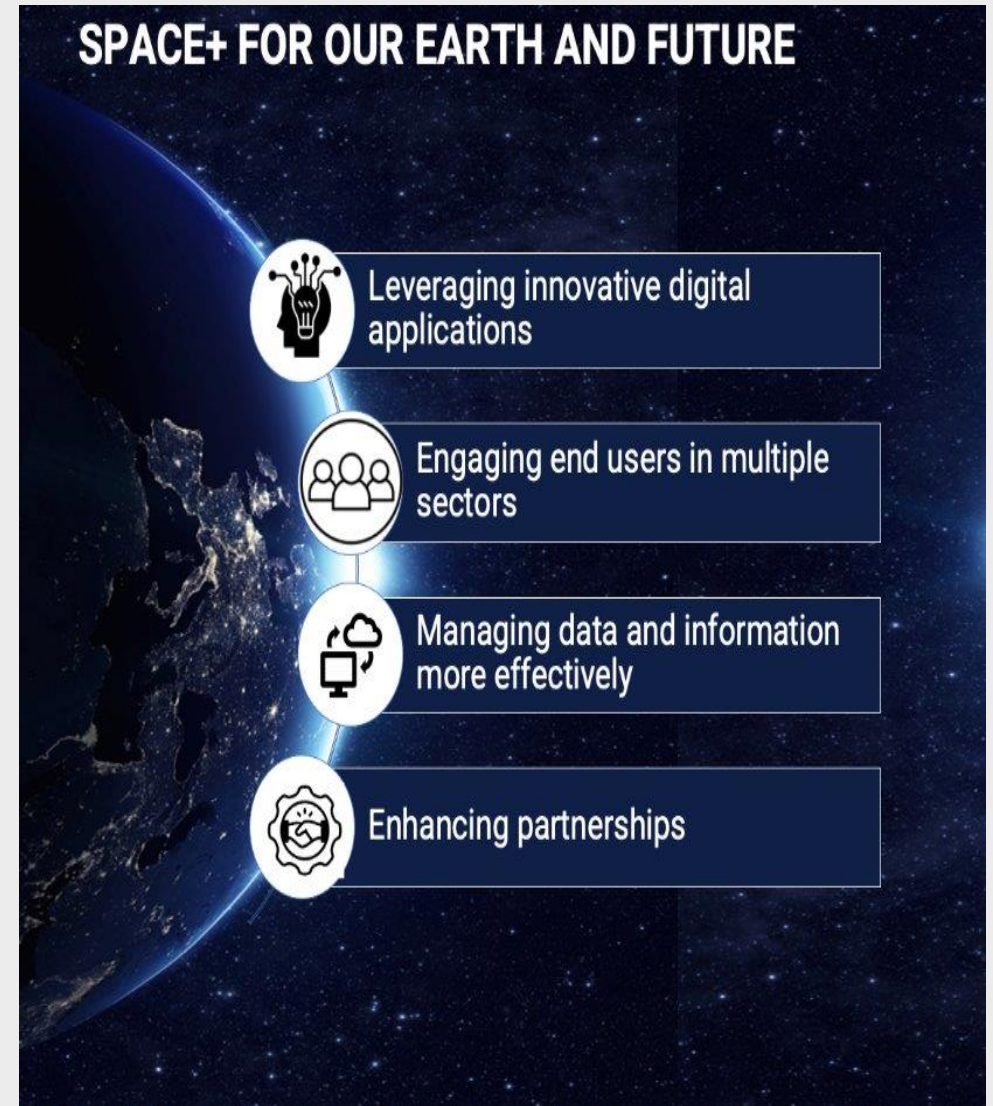 SPACE+ FOR OUR EARTH AND FUTURE
Leveraging innovative digital
applications
Engaging end users in multiple
sectors
Managing data and information
more effectively
Enhancing partnerships